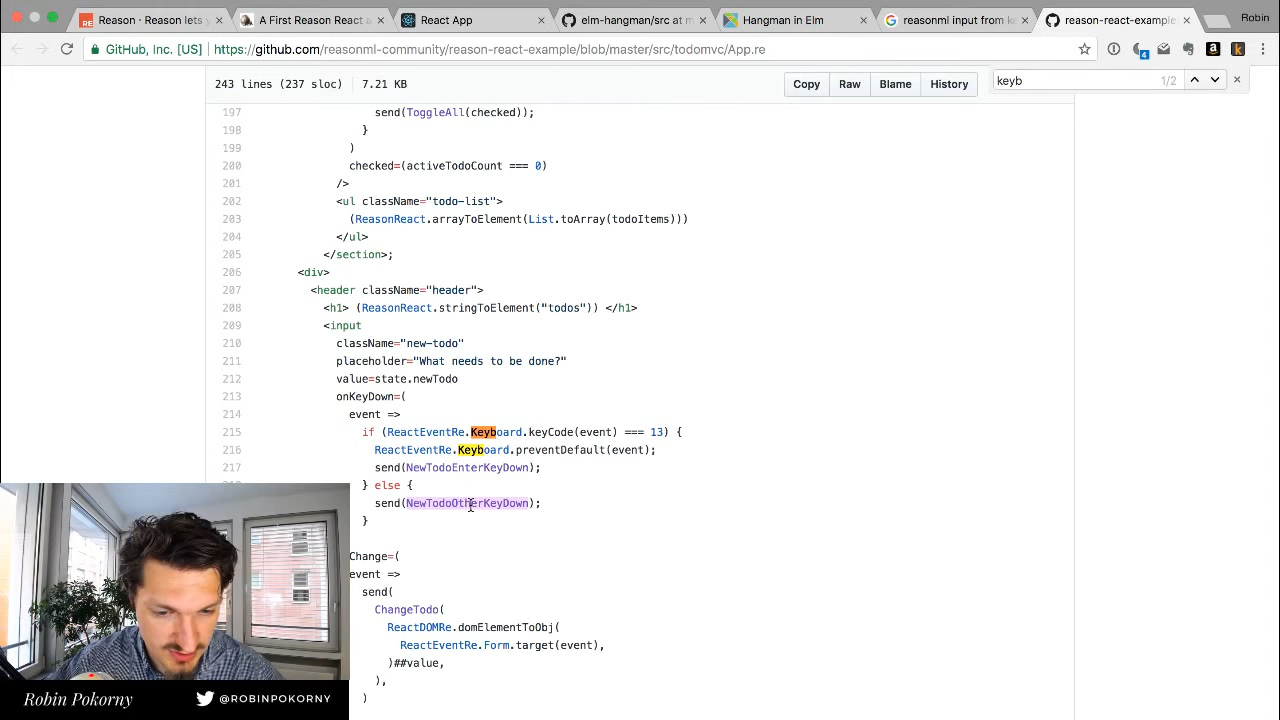 Reason · Reason lets y
A First Reason React a
React App
elm-hangman/src at m
Hangman in Elm
reasonml input from ke
reason-react-example
Robin
GitHub, Inc. [US]
https://github.com/reasonml-community/reason-react-example/blob/master/src/todomvc/App.re
4
keyb
1/2
243 lines (237 sloc)
7.21 KB
Copy
Raw
Blame
History
197 send(ToggleAll(checked));
198 }
199 )
200 checked=(activeTodoCount === 0)
201 />
202 <ul className="todo-list">
203 (ReasonReact.arrayToElement(List.toArray(todoItems)))
204 </ul>
205 </section>;
206 <div>
207 <header className="header">
208 <h1> (ReasonReact.stringToElement("todos")) </h1>
209 <input
210 className="new-todo"
211 placeholder="What needs to be done?"
212 value=state.newTodo
213 onKeyDown=(
214 event =>
215 if (ReactEventRe.Keyboard.keyCode(event) === 13) {
216 ReactEventRe.Keyboard.preventDefault(event);
217 send(NewTodoEnterKeyDown);
} else {
send(NewTodoOtherKeyDown);
}
Change=(
event =>
send(
ChangeTodo(
ReactDOMRe.domElementToObj(
ReactEventRe.Form.target(event),
)##value,
),
)
Robin Pokorny
@ROBINPOKORNY